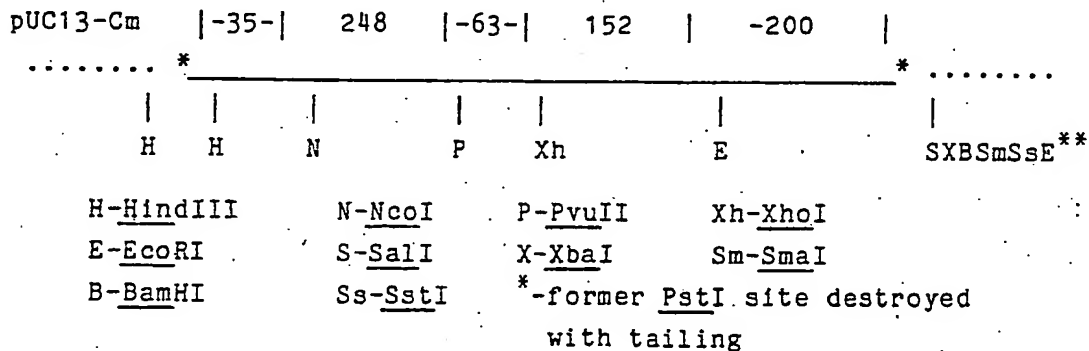 pUC13-Cm |-35-| 248 |-63-| 152 | -200 |
* * 
H H N P Xh E SXBSmSsE**
H-HindIII N-NcoI P-PvuII Xh-XhoI
E-EcoRI S-SalI X-XbaI Sm-SmaI
B-BamHI Ss-SstI *-former PstI site destroyed
with tailing